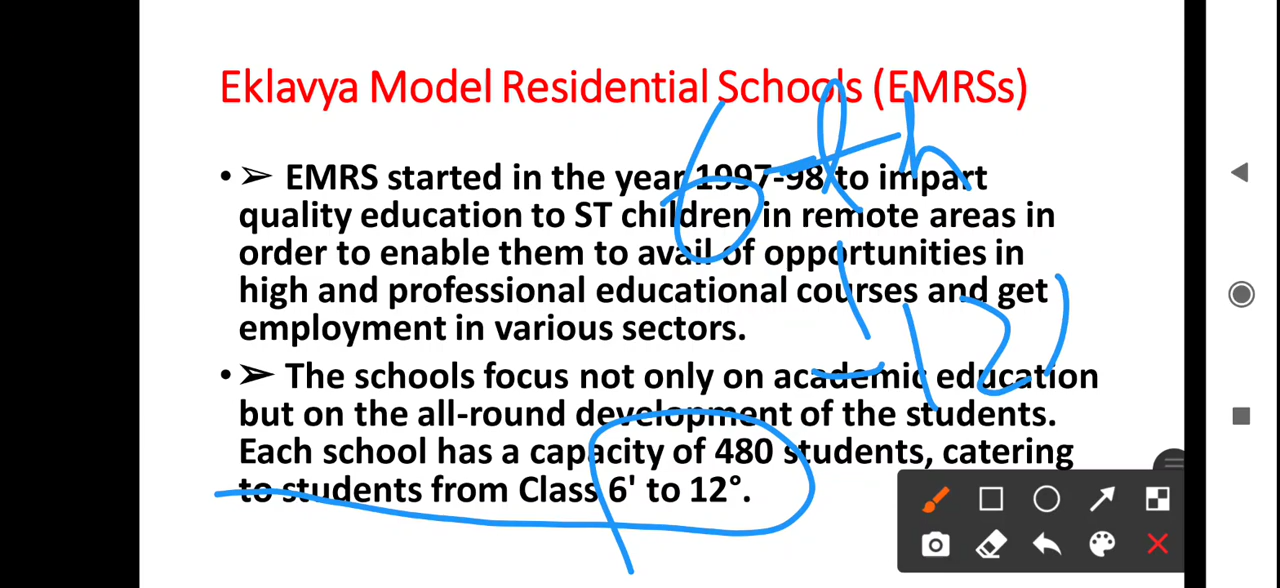 Eklavya Model Residential Schools (EMRSs)
• ➢ EMRS started in the year 1997-98 to impart
quality education to ST children in remote areas in
order to enable them to avail of opportunities in
high and professional educational courses and get
employment in various sectors.
• ➢ The schools focus not only on academic education
but on the all-round development of the students.
Each school has a capacity of 480 students, catering
to students from Class 6' to 12°.
6th
12)